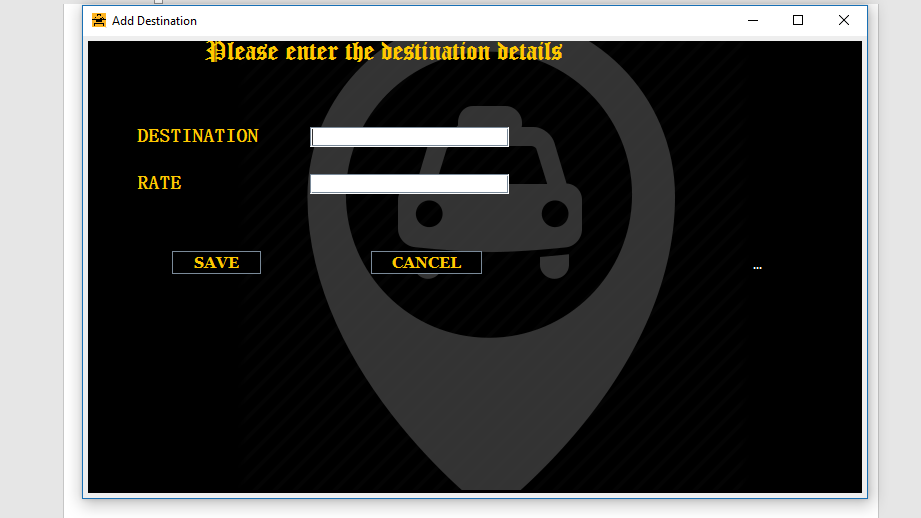 Add Destination
Please enter the destination details
DESTINATION
RATE
SAVE CANCEL ...